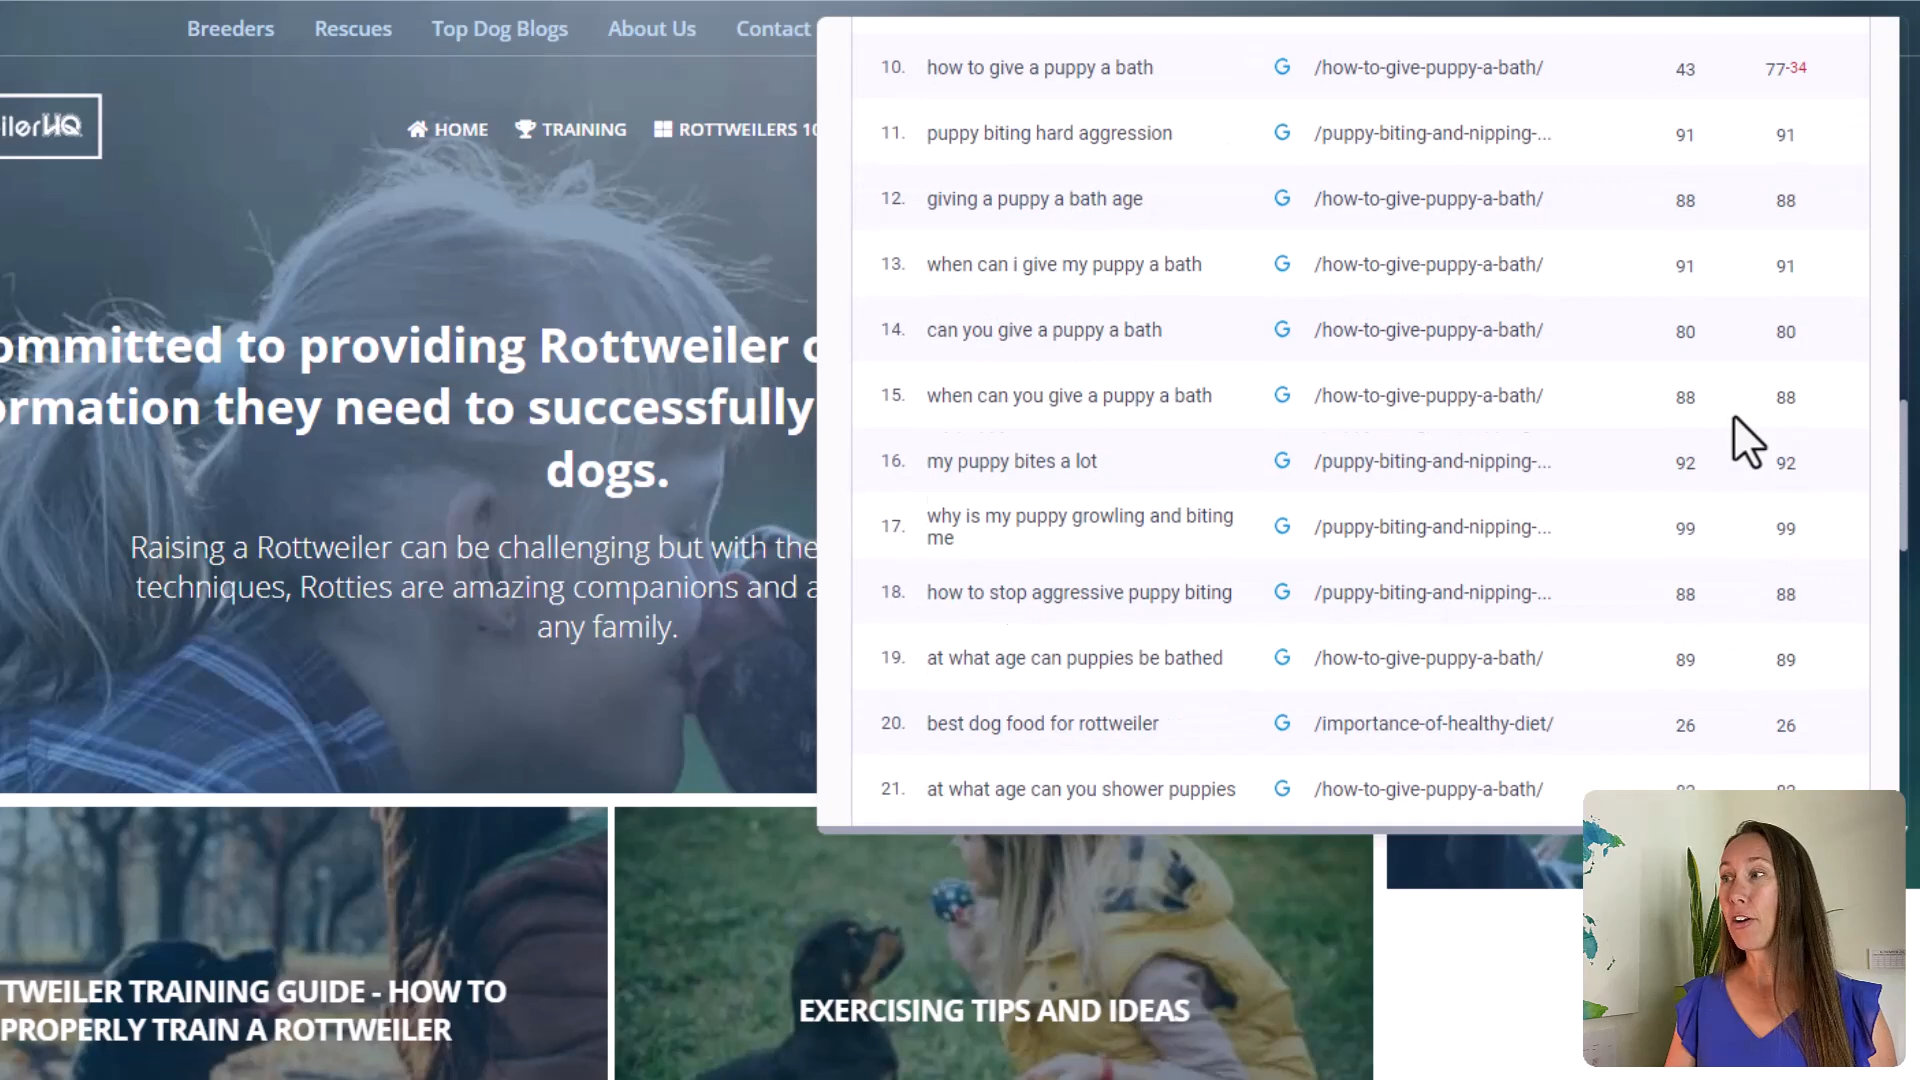 Breeders Rescues Top Dog Blogs About Us Contact
ilerHQ
HOME TRAINING ROTTWEILERS 10
ommitted to providing Rottweiler
ormation they need to successfully
dogs.
Raising a Rottweiler can be challenging but with the
techniques, Rotties are amazing companions and a
any family.
10. how to give a puppy a bath G /how-to-give-puppy-a-bath/ 43 77-34
11. puppy biting hard aggression G /puppy-biting-and-nipping-... 91 91
12. giving a puppy a bath age G /how-to-give-puppy-a-bath/ 88 88
13. when can i give my puppy a bath G /how-to-give-puppy-a-bath/ 91 91
14. can you give a puppy a bath G /how-to-give-puppy-a-bath/ 80 80
15. when can you give a puppy a bath G /how-to-give-puppy-a-bath/ 88 88
16. my puppy bites a lot G /puppy-biting-and-nipping-... 92 92
17. why is my puppy growling and biting
me G /puppy-biting-and-nipping-... 99 99
18. how to stop aggressive puppy biting G /puppy-biting-and-nipping-... 88 88
19. at what age can puppies be bathed G /how-to-give-puppy-a-bath/ 89 89
20. best dog food for rottweiler G /importance-of-healthy-diet/ 26 26
21. at what age can you shower puppies G /how-to-give-puppy-a-bath/
TWEILER TRAINING GUIDE - HOW TO
PROPERLY TRAIN A ROTTWEILER
EXERCISING TIPS AND IDEAS